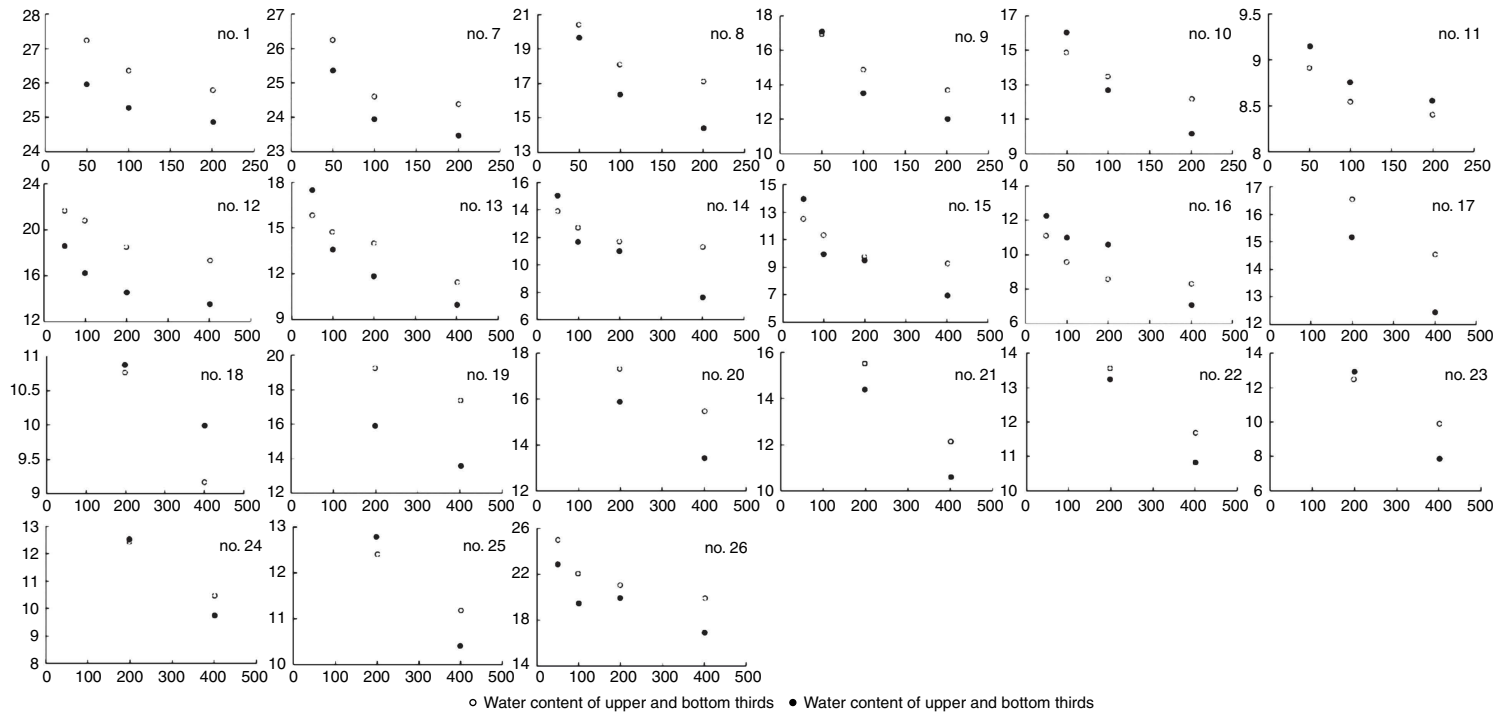 28 27 26 25 24 0 50 100 150 200 250 no. 1
27 26 25 24 23 0 50 100 150 200 250 no. 7
21 19 17 15 13 0 50 100 150 200 250 no. 8
18 16 14 12 10 0 50 100 150 200 250 no. 9
17 15 13 11 9 0 50 100 150 200 250 no. 10
9.5 9 8.5 8 0 50 100 150 200 250 no. 11
24 20 16 12 0 100 200 300 400 500 no. 12
18 15 12 9 0 100 200 300 400 500 no. 13
16 14 12 10 8 6 0 100 200 300 400 500 no. 14
15 13 11 9 7 5 0 100 200 300 400 500 no. 15
14 12 10 8 6 0 100 200 300 400 500 no. 16
17 16 15 14 13 12 0 100 200 300 400 500 no. 17
11 10.5 10 9.5 9 0 100 200 300 400 500 no. 18
20 18 16 14 12 0 100 200 300 400 500 no. 19
18 16 14 12 0 100 200 300 400 500 no. 20
16 14 12 10 0 100 200 300 400 500 no. 21
14 13 12 11 10 0 100 200 300 400 500 no. 22
14 12 10 8 6 0 100 200 300 400 500 no. 23
13 12 11 10 9 8 0 100 200 300 400 500 no. 24
13 12 11 10 0 100 200 300 400 500 no. 25
26 22 18 14 0 100 200 300 400 500 no. 26
Water content of upper and bottom thirds Water content of upper and bottom thirds